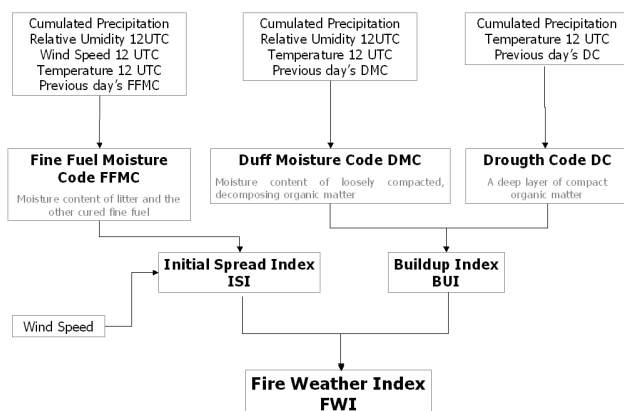 Cumulated Precipitation
Relative Umidity 12UTC
Wind Speed 12 UTC
Temperature 12 UTC
Previous day's FFMC
Cumulated Precipitation
Relative Umidity 12UTC
Temperature 12 UTC
Previous day's DMC
Cumulated Precipitation
Temperature 12 UTC
Previous day's DC
Fine Fuel Moisture
Code FFMC
Moisture content of litter and the
other cured fine fuel
Duff Moisture Code DMC
Moisture content of loosely compacted,
decomposing organic matter
Drougth Code DC
A deep layer of compact
organic matter
Initial Spread Index
ISI
Buildup Index
BUI
Wind Speed
Fire Weather Index
FWI